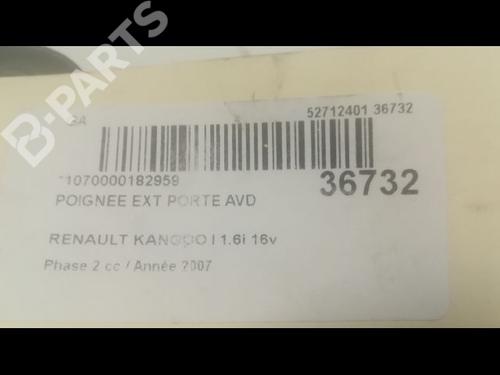 B-PARTS
GA
52712401 36732
*1070000182959
36732
POIGNEE EXT PORTE AVD
RENAULT KANGOO I 1.6i 16v
Phase 2 cc / Année 2007